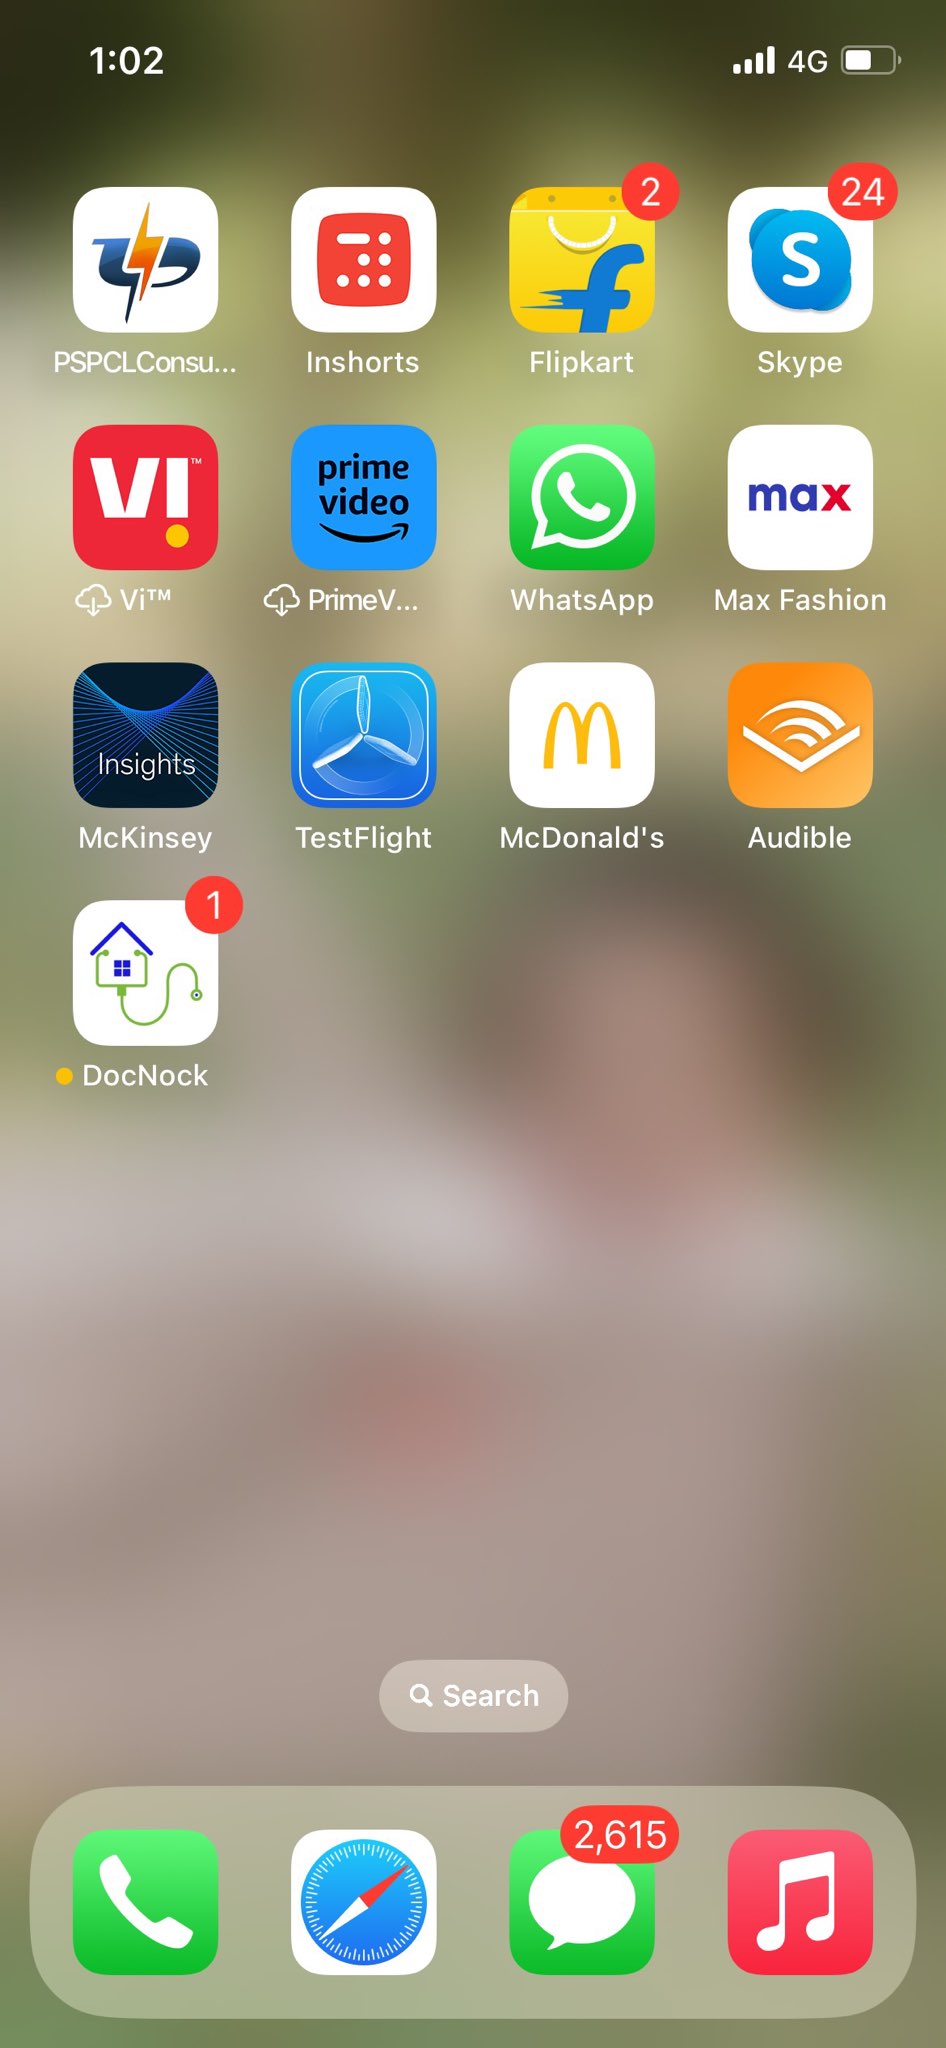 1:02 4G
2 24
PSPCLConsu... Inshorts Flipkart Skype
VI™ prime video max
Vi™ PrimeV... WhatsApp Max Fashion
Insights
McKinsey TestFlight McDonald's Audible
1
DocNock
Search
2,615